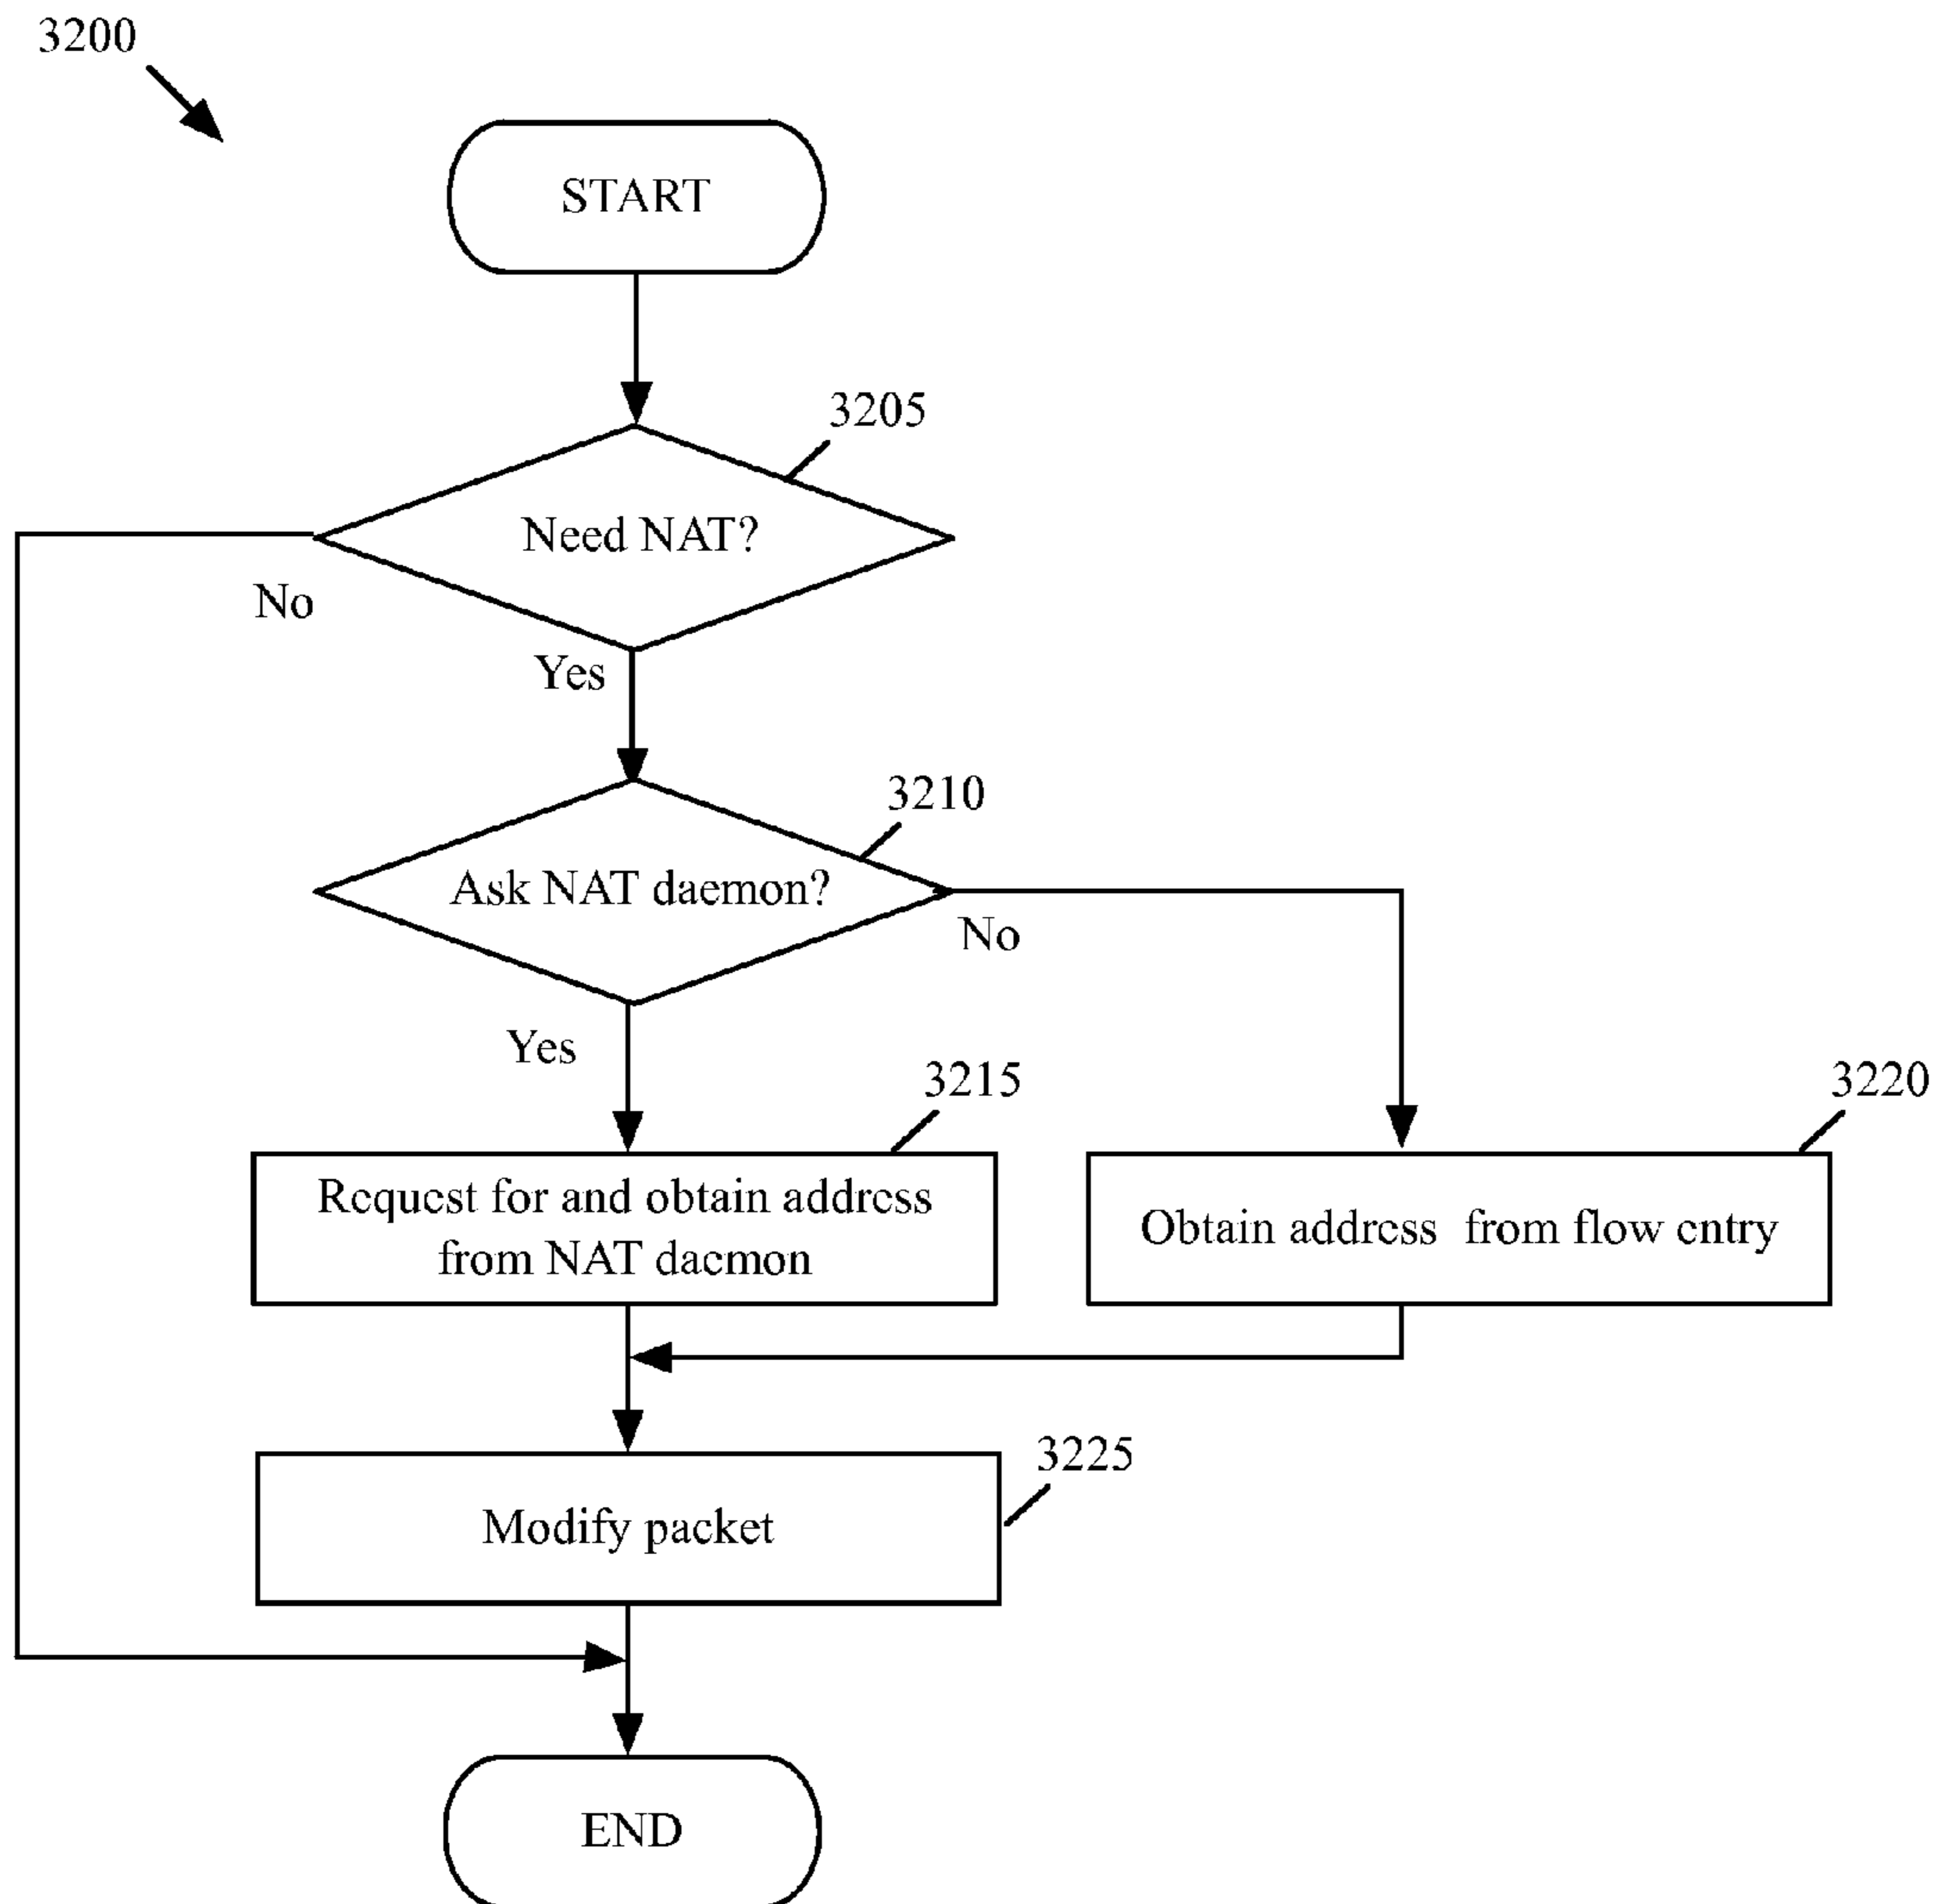 3200
START
3205
Need NAT?
No
Yes
3210
Ask NAT daemon?
No
Yes
3215
3220
Request for and obtain address
from NAT daemon
Obtain address from flow entry
3225
Modify packet
END